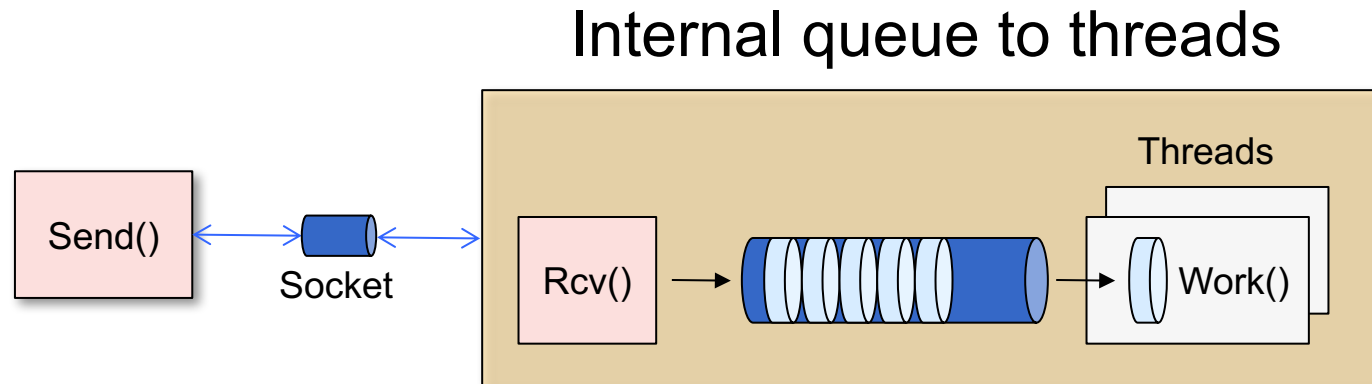 Internal queue to threads
Threads
Send()
Socket
Rcv()
Work()